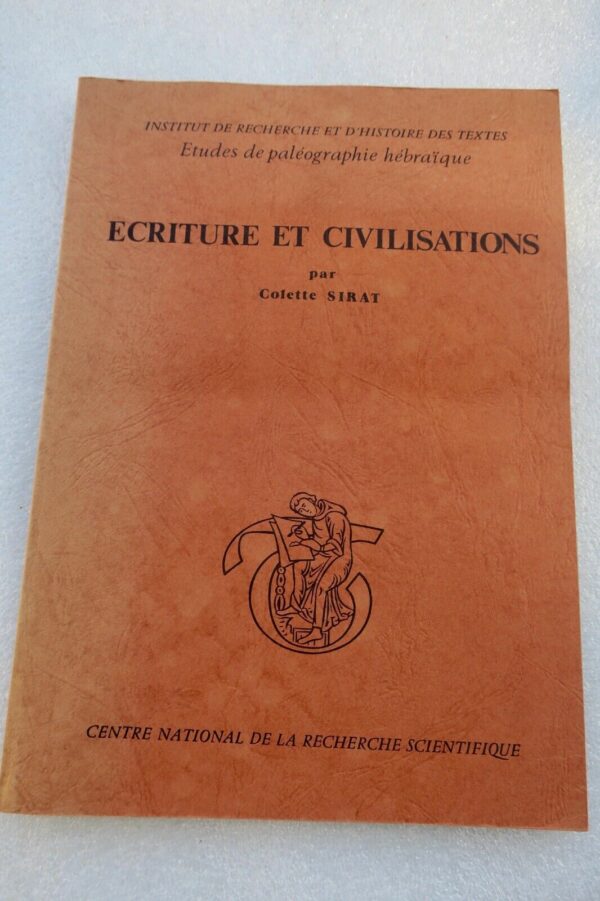 INSTITUT DE RECHERCHE ET D'HISTOIRE DES TEXTES
Etudes de paléographie hébraïque
ECRITURE ET CIVILISATIONS
par
Colette SIRAT
CENTRE NATIONAL DE LA RECHERCHE SCIENTIFIQUE